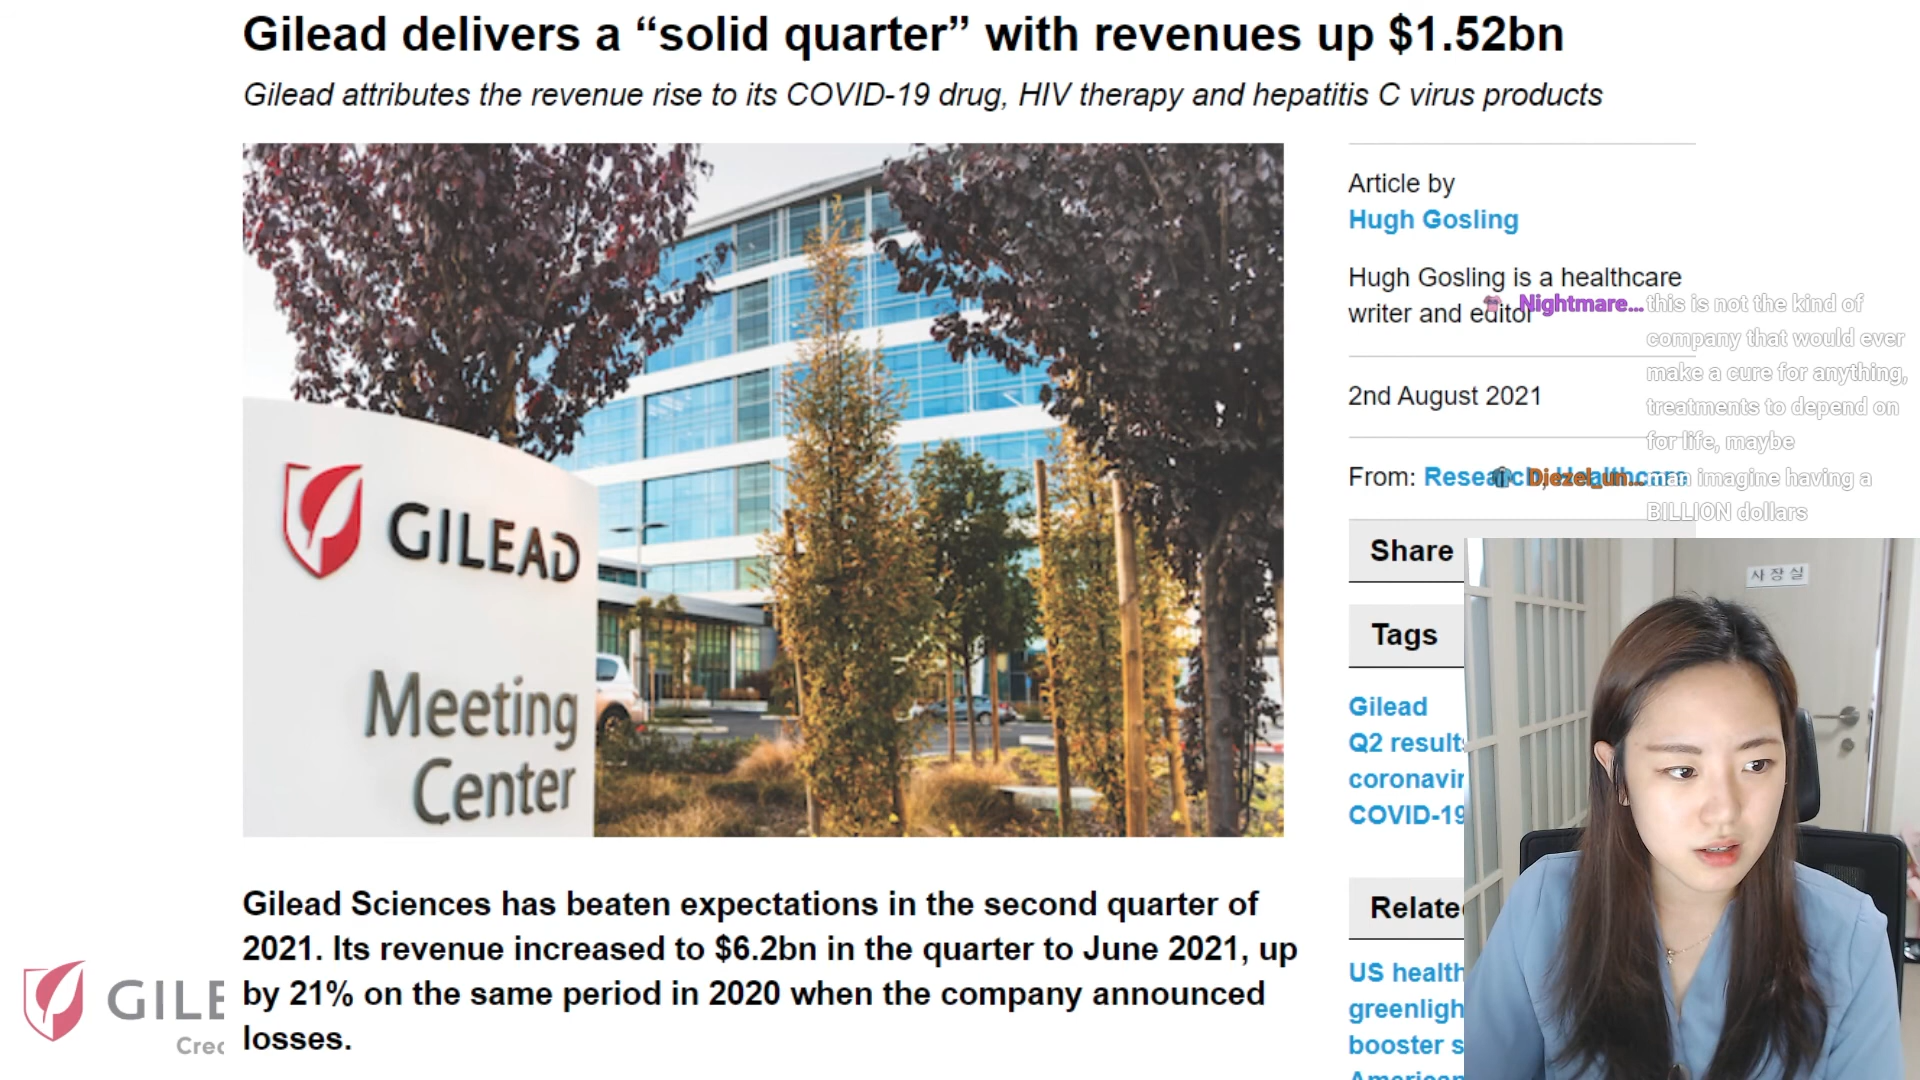 Gilead delivers a “solid quarter” with revenues up $1.52bn
Gilead attributes the revenue rise to its COVID-19 drug, HIV therapy and hepatitis C virus products
GILEAD
Meeting
Center
Article by
Hugh Gosling
Hugh Gosling is a healthcare
writer and editor
2nd August 2021
From: Research, Healthcare
Share
Tags
Gilead
Q2 results
COVID-19
US health
booster
Nightmare...this is not the kind of
company that would ever
make a cure for anything,
treatments to depend on
for life, maybe
man imagine having a
BILLION dollars
사장실
Gilead Sciences has beaten expectations in the second quarter of
2021. Its revenue increased to $6.2bn in the quarter to June 2021, up
by 21% on the same period in 2020 when the company announced
losses.
GILE